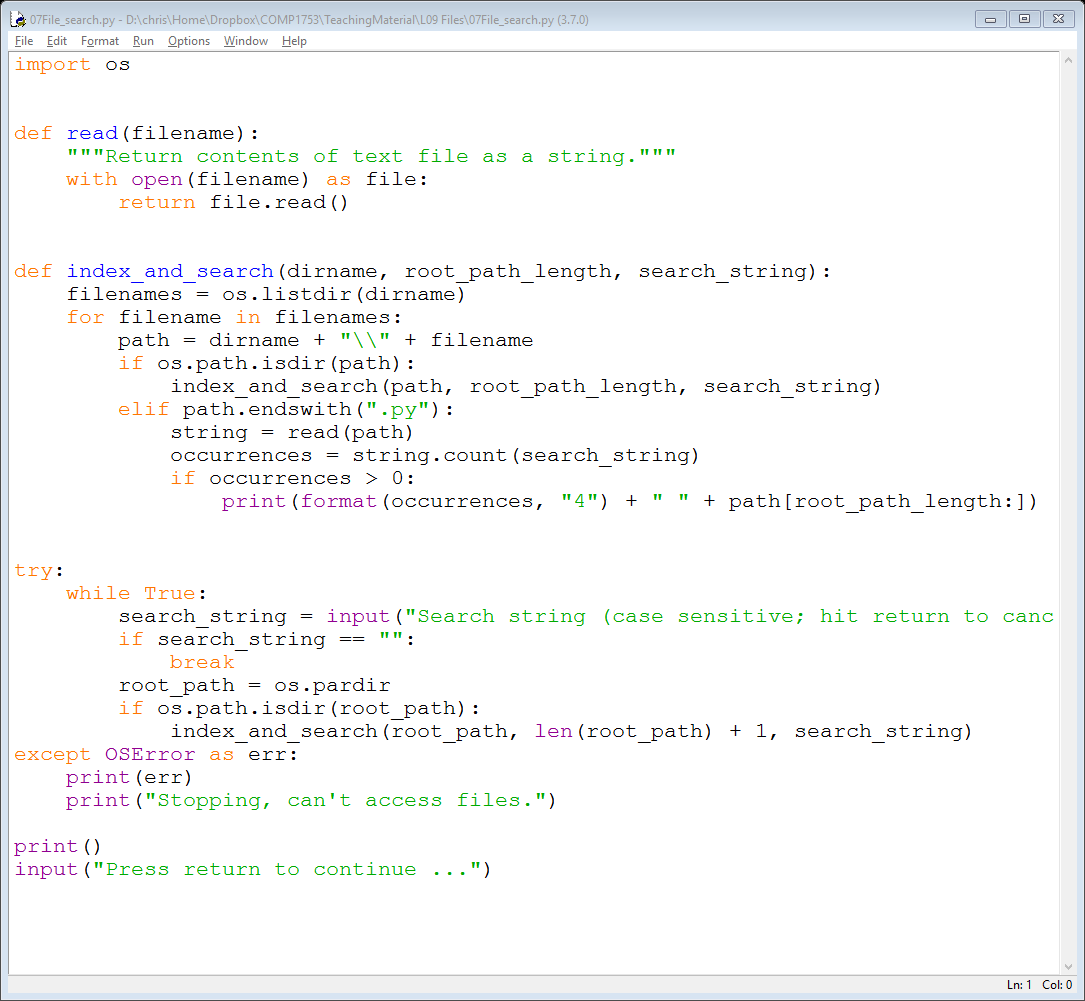 07File_search.py - D:\chris\Home\Dropbox\COMP1753\TeachingMaterial\L09 Files\07File_search.py (3.7.0)
File Edit Format Run Options Window Help
import os
def read(filename):
    """Return contents of text file as a string."""
    with open(filename) as file:
        return file.read()
def index_and_search(dirname, root_path_length, search_string):
    filenames = os.listdir(dirname)
    for filename in filenames:
        path = dirname + "\\" + filename
        if os.path.isdir(path):
            index_and_search(path, root_path_length, search_string)
        elif path.endswith(".py"):
            string = read(path)
            occurrences = string.count(search_string)
            if occurrences > 0:
                print(format(occurrences, "4") + " " + path[root_path_length:])
try:
    while True:
        search_string = input("Search string (case sensitive; hit return to canc
        if search_string == "":
            break
        root_path = os.pardir
        if os.path.isdir(root_path):
            index_and_search(root_path, len(root_path) + 1, search_string)
except OSError as err:
    print(err)
    print("Stopping, can't access files.")
print()
input("Press return to continue ...")
Ln: 1 Col: 0